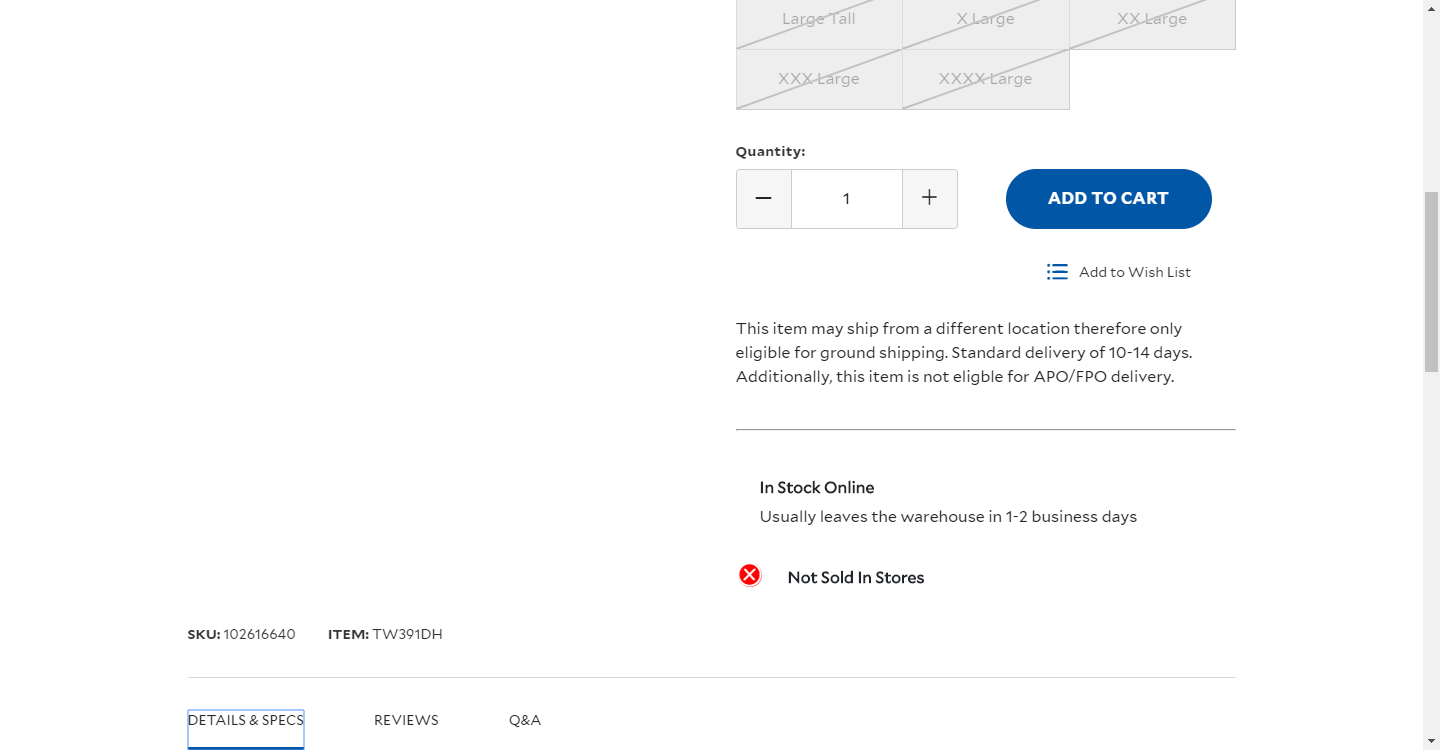 Large Tall
X Large
XX Large
XXX Large
XXXX Large
Quantity:
1
ADD TO CART
Add to Wish List
This item may ship from a different location therefore only
eligible for ground shipping. Standard delivery of 10-14 days.
Additionally, this item is not eligble for APO/FPO delivery.
In Stock Online
Usually leaves the warehouse in 1-2 business days
Not Sold In Stores
SKU: 102616640 ITEM: TW391DH
DETAILS & SPECS REVIEWS Q&A